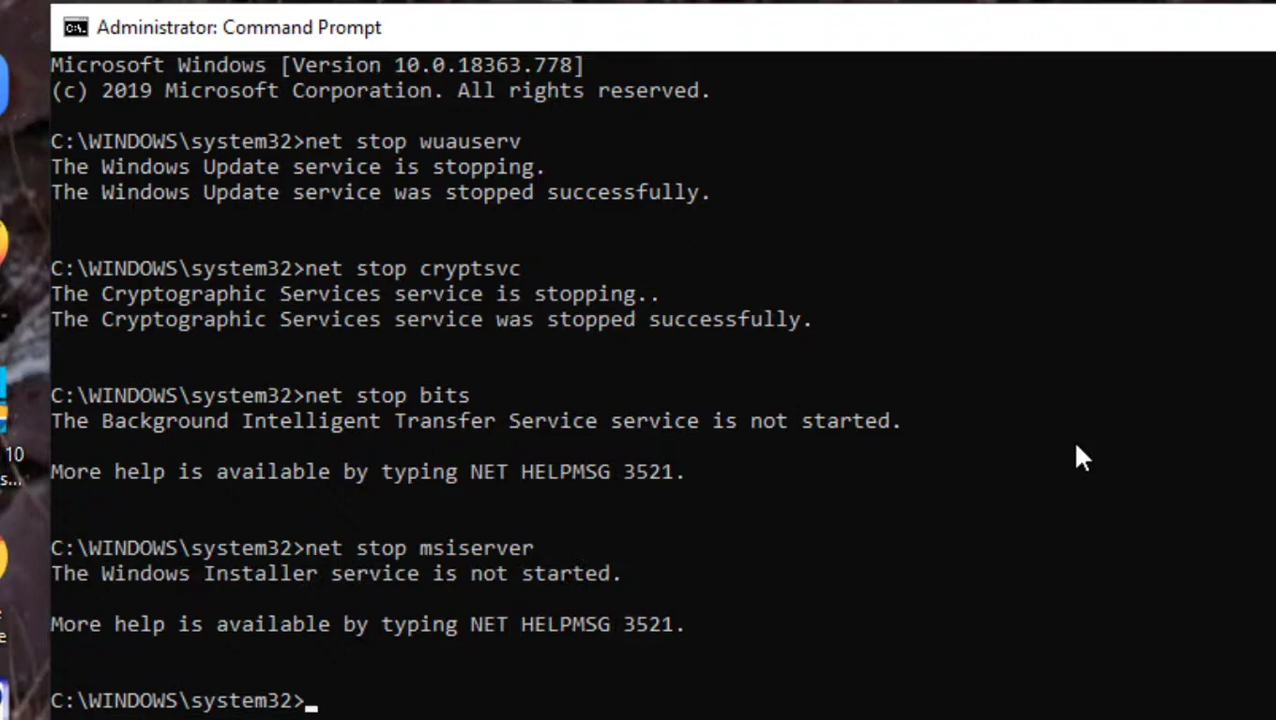 Administrator: Command Prompt
Microsoft Windows [Version 10.0.18363.778]
(c) 2019 Microsoft Corporation. All rights reserved.
C:\WINDOWS\system32>net stop wuauserv
The Windows Update service is stopping.
The Windows Update service was stopped successfully.
C:\WINDOWS\system32>net stop cryptsvc
The Cryptographic Services service is stopping..
The Cryptographic Services service was stopped successfully.
C:\WINDOWS\system32>net stop bits
The Background Intelligent Transfer Service service is not started.
More help is available by typing NET HELPMSG 3521.
C:\WINDOWS\system32>net stop msiserver
The Windows Installer service is not started.
More help is available by typing NET HELPMSG 3521.
C:\WINDOWS\system32>
10
s...
e